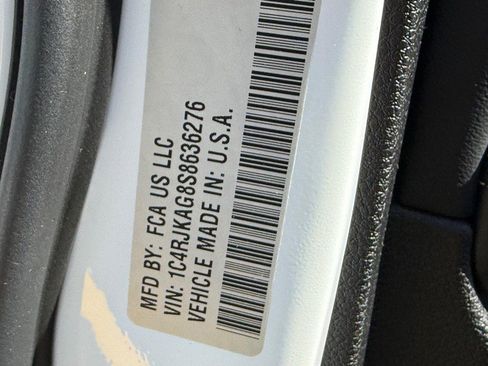 MFD BY: FCA US LLC
VIN: 1C4RJKAG8S8636276
VEHICLE MADE IN: U.S.A.